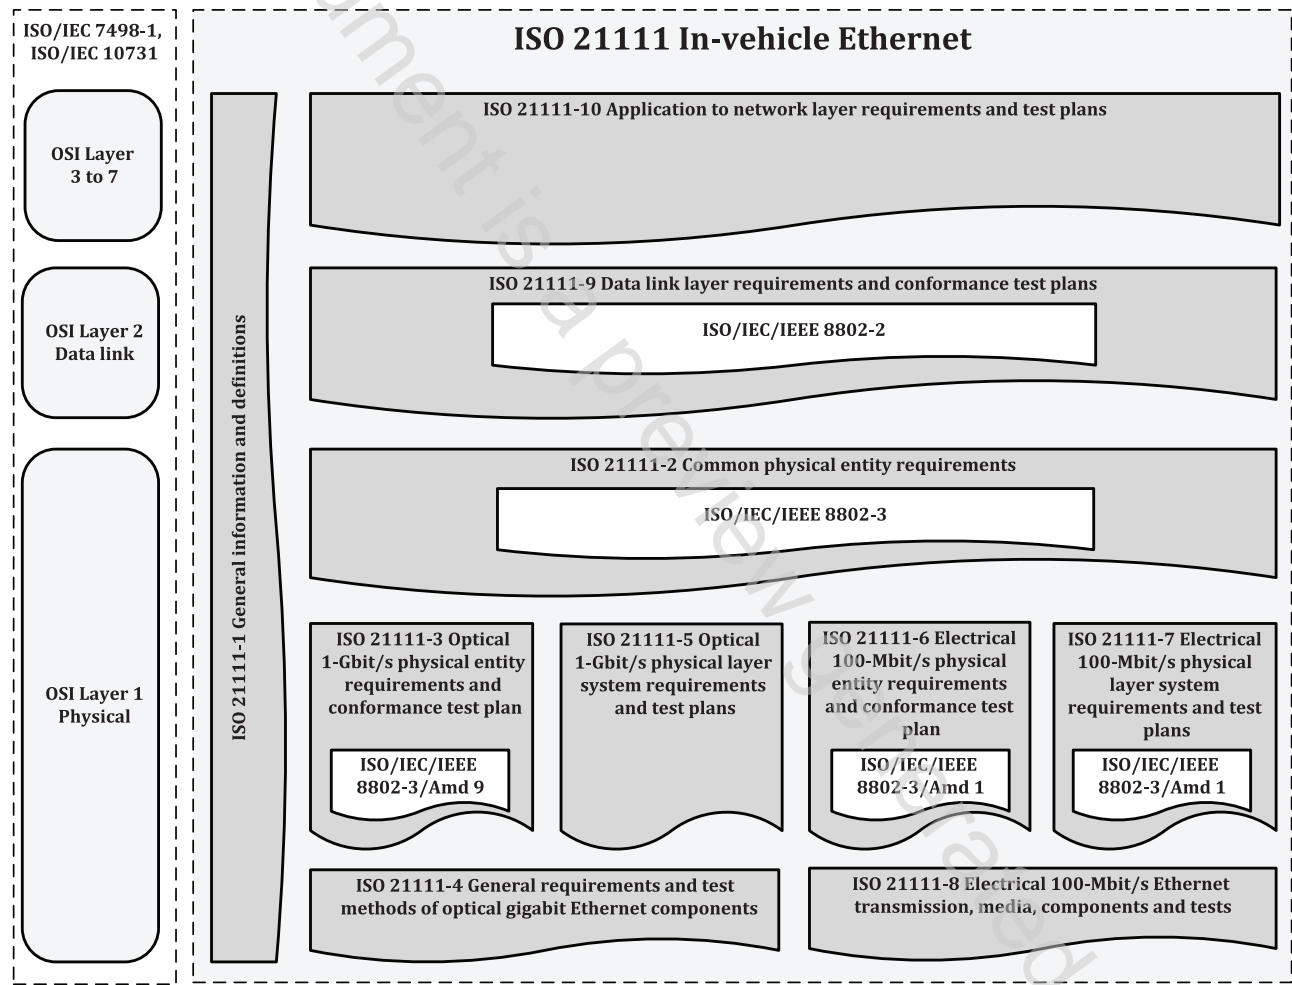 ISO/IEC 7498-1,
ISO/IEC 10731
ISO 21111 In-vehicle Ethernet
OSI Layer
3 to 7
OSI Layer 2
Data link
OSI Layer 1
Physical
ISO 21111-1 General information and definitions
ISO 21111-10 Application to network layer requirements and test plans
ISO 21111-9 Data link layer requirements and conformance test plans
ISO/IEC/IEEE 8802-2
ISO 21111-2 Common physical entity requirements
ISO/IEC/IEEE 8802-3
ISO 21111-3 Optical
1-Gbit/s physical entity
requirements and
conformance test plan
ISO/IEC/IEEE
8802-3/Amd 9
ISO 21111-5 Optical
1-Gbit/s physical layer
system requirements
and test plans
ISO 21111-6 Electrical
100-Mbit/s physical
entity requirements
and conformance test
plan
ISO/IEC/IEEE
8802-3/Amd 1
ISO 21111-7 Electrical
100-Mbit/s physical
layer system
requirements and test
plans
ISO/IEC/IEEE
8802-3/Amd 1
ISO 21111-4 General requirements and test
methods of optical gigabit Ethernet components
ISO 21111-8 Electrical 100-Mbit/s Ethernet
transmission, media, components and tests
is a preview generated